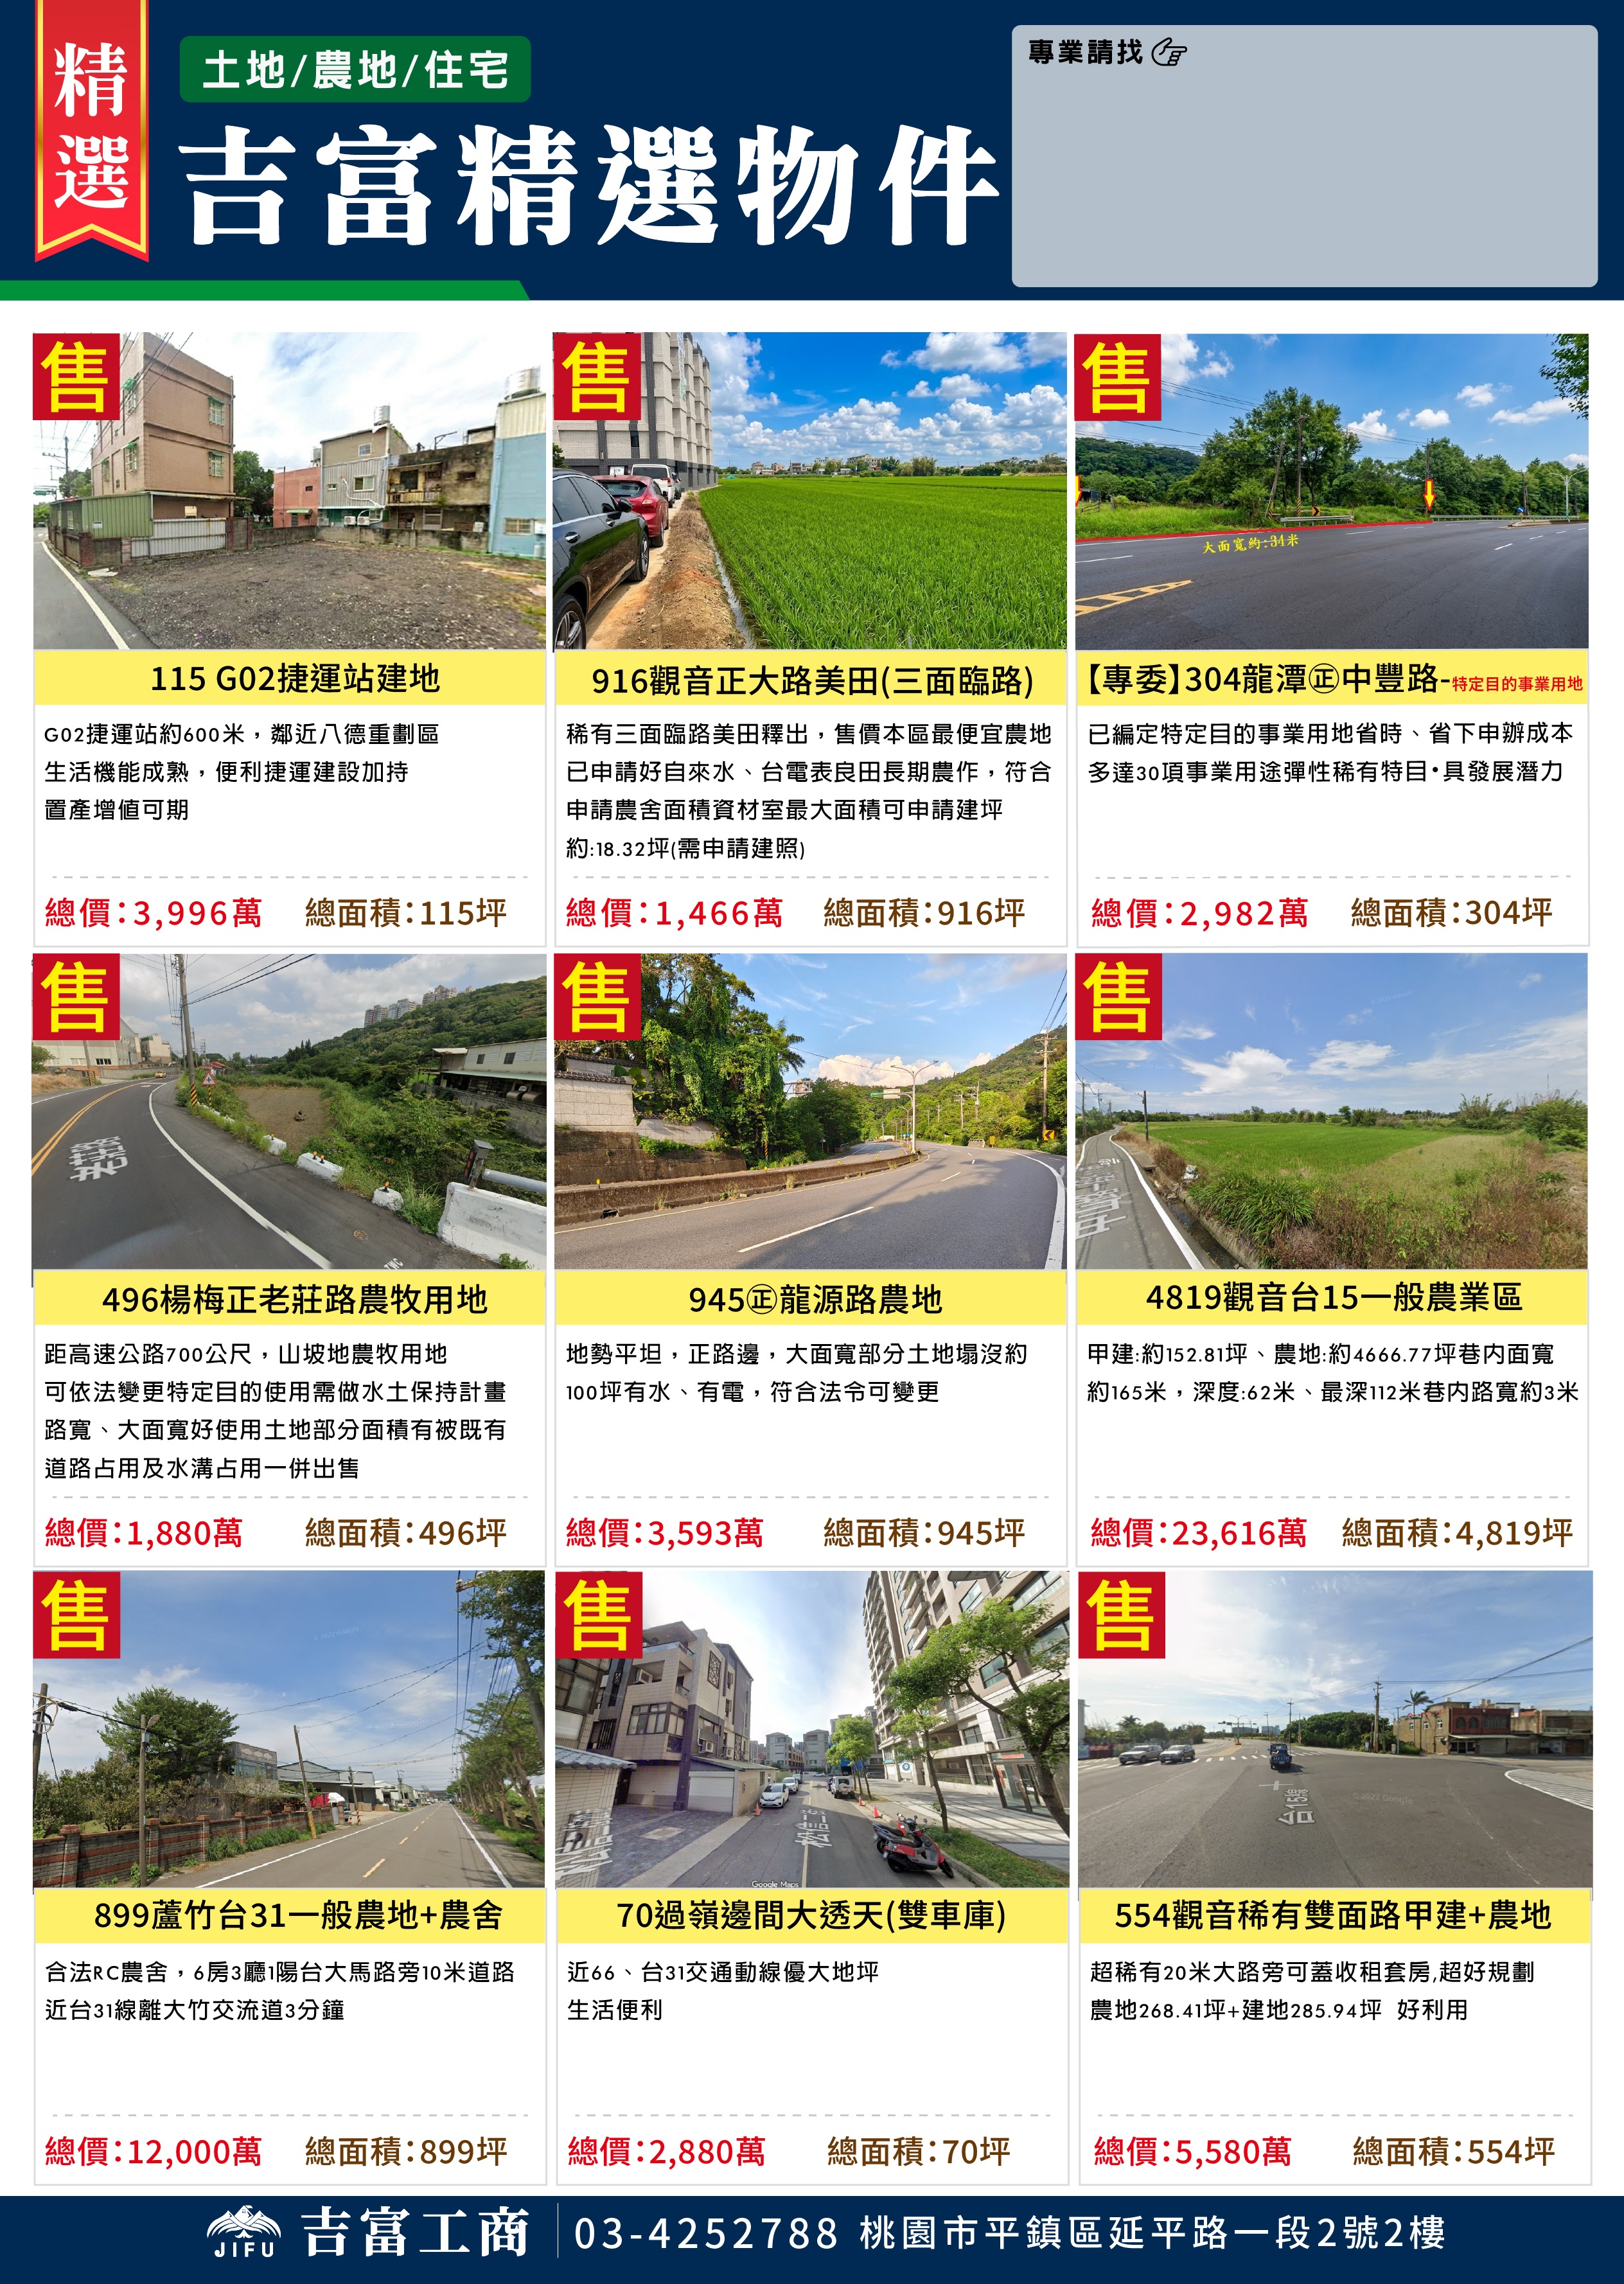 精選
土地/農地/住宅
吉富精選物件
專業請找
售
115 G02捷運站建地
G02捷運站約600米，鄰近八德重劃區
生活機能成熟，便利捷運建設加持
置產增值可期
總價：3,996萬 總面積：115坪
售
916觀音正大路美田(三面臨路)
稀有三面臨路美田釋出，售價本區最便宜農地
已申請好自來水、台電表良田長期農作，符合
申請農舍面積資材室最大面積可申請建坪
約:18.32坪(需申請建照)
總價：1,466萬 總面積：916坪
售
大面寬約:34米
【專委】304龍潭㊣中豐路-特定目的事業用地
已編定特定目的事業用地省時、省下申辦成本
多達30項事業用途彈性稀有特目•具發展潛力
總價：2,982萬 總面積：304坪
售
老莊路
496楊梅正老莊路農牧用地
距高速公路700公尺，山坡地農牧用地
可依法變更特定目的使用需做水土保持計畫
路寬、大面寬好使用土地部分面積有被既有
道路占用及水溝占用一併出售
總價：1,880萬 總面積：496坪
售
945㊣龍源路農地
地勢平坦，正路邊，大面寬部分土地塌沒約
100坪有水、有電，符合法令可變更
總價：3,593萬 總面積：945坪
售
4819觀音台15一般農業區
甲建:約152.81坪、農地:約4666.77坪巷內面寬
約165米，深度:62米、最深112米巷內路寬約3米
總價：23,616萬 總面積：4,819坪
售
899蘆竹台31一般農地+農舍
合法RC農舍，6房3廳1陽台大馬路旁10米道路
近台31線離大竹交流道3分鐘
總價：12,000萬 總面積：899坪
售
Google Maps
70過嶺邊間大透天(雙車庫)
近66、台31交通動線優大地坪
生活便利
總價：2,880萬 總面積：70坪
售
台15線
554觀音稀有雙面路甲建+農地
超稀有20米大路旁可蓋收租套房,超好規劃
農地268.41坪+建地285.94坪 好利用
總價：5,580萬 總面積：554坪
JIFU
吉富工商 03-4252788 桃園市平鎮區延平路一段2號2樓